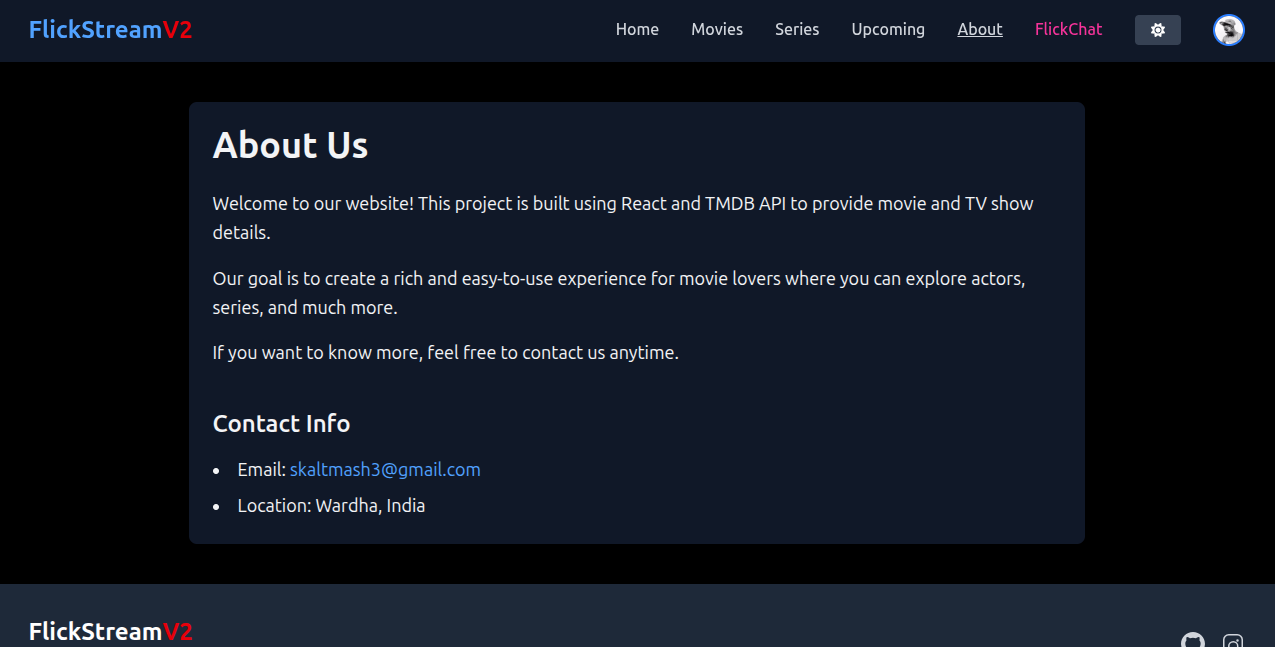 FlickStreamV2
Home Movies Series Upcoming About FlickChat
About Us
Welcome to our website! This project is built using React and TMDB API to provide movie and TV show
details.
Our goal is to create a rich and easy-to-use experience for movie lovers where you can explore actors,
series, and much more.
If you want to know more, feel free to contact us anytime.
Contact Info
• Email: skaltmash3@gmail.com
• Location: Wardha, India
FlickStreamV2